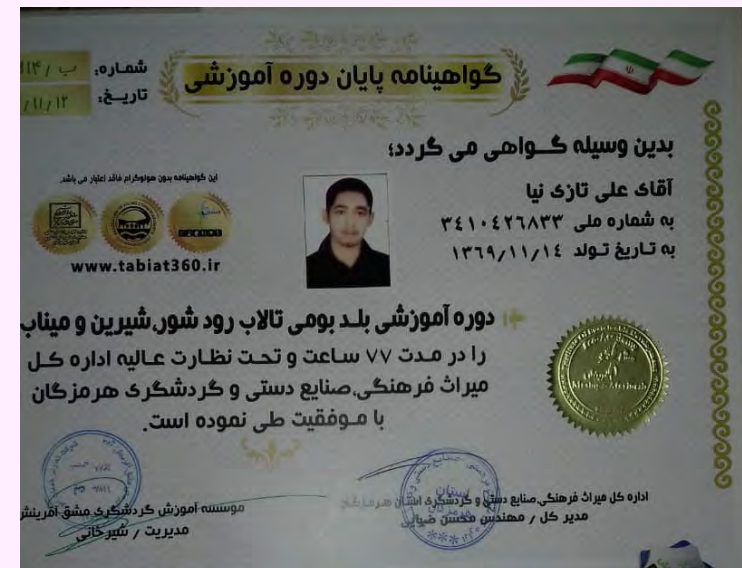 گواهینامه پایان دوره آموزشی
شماره: ب / ۱۱۴
تاریخ: /۱۱/۱۲
بدین وسیله گـواهی می گردد؛
آقای علی تازی نیا
به شماره ملی ۳٤۱۰٤۲٦۸۳۳
به تاریخ تولد ۱۳٦۹/۱۱/۱٤
این گواهینامه بدون هولوگرام فاقد اعتبار می باشد.
www.tabiat360.ir
دوره آموزشی بلد بومی تالاب رود شور،شیرین و میناب
را در مدت ۷۷ ساعت و تحت نظارت عالیه اداره کل
میراث فرهنگی،صنایع دستی و گردشگری هرمزگان
با موفقیت طی نموده است.
اداره کل میراث فرهنگی،صنایع دستی و گردشگری استان هرمزگان
مدیر کل / مهندس محسن ضیایی
موسسه آموزش گردشگری مشق آفرینش
مدیریت / شیرخانی